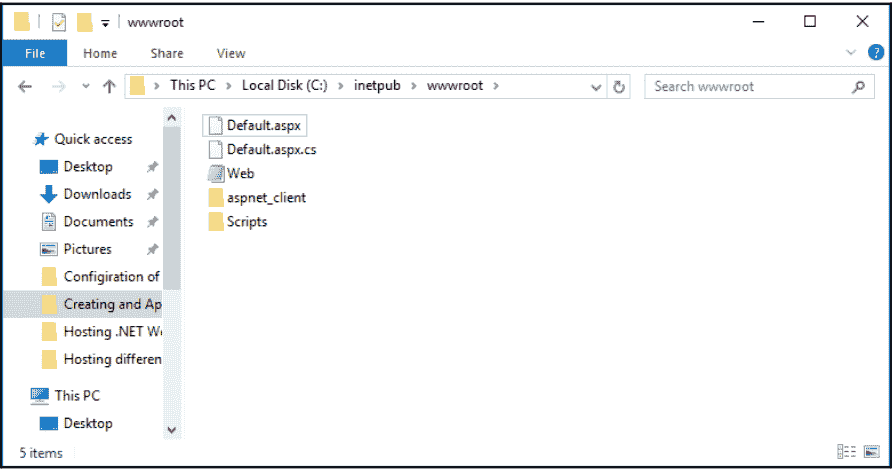 wwwroot
File Home Share View
This PC Local Disk (C:) inetpub wwwroot Search wwwroot
Quick access
Desktop
Downloads
Documents
Pictures
Configiration of
Creating and Ap
Hosting .NET We
Hosting differen
This PC
Desktop
Default.aspx
Default.aspx.cs
Web
aspnet_client
Scripts
5 items